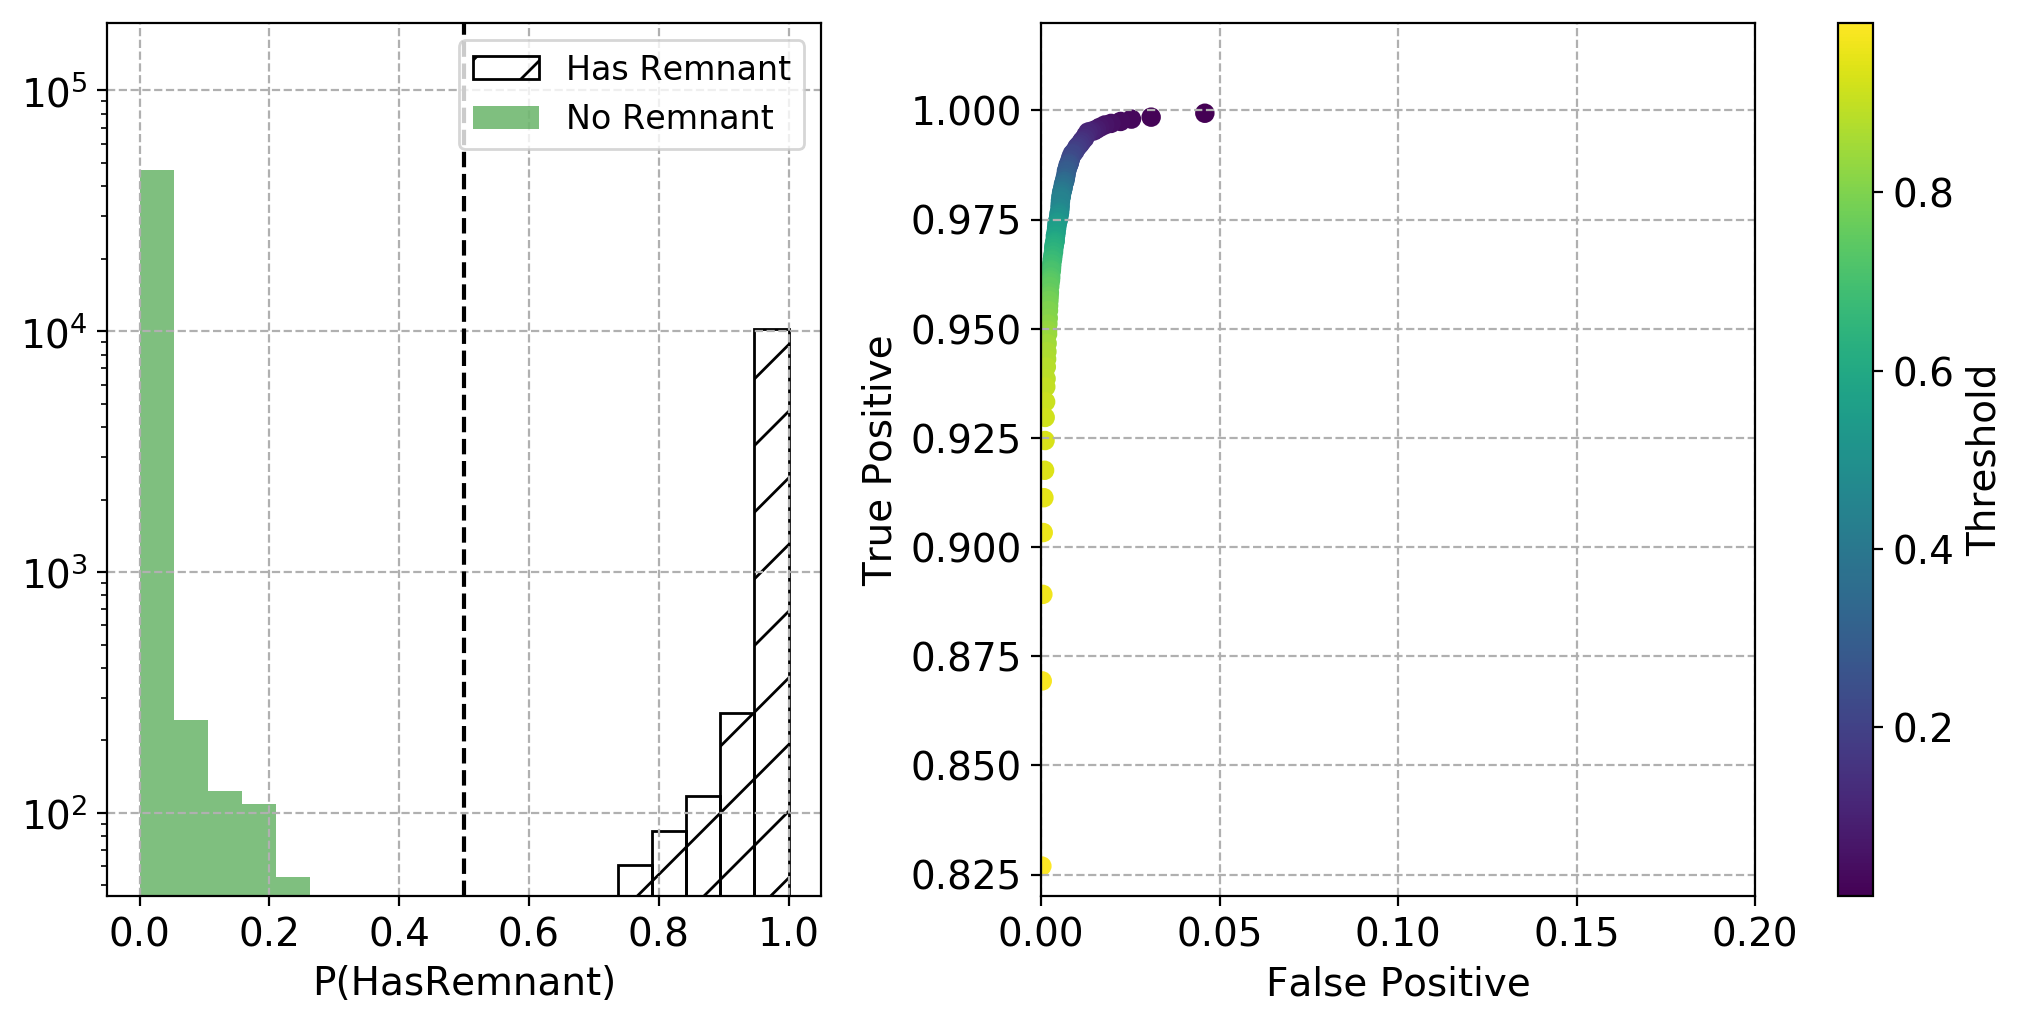 Has Remnant
No Remnant
10^5
10^4
10^3
10^2
0.0 0.2 0.4 0.6 0.8 1.0
P(HasRemnant)
True Positive
1.000
0.975
0.950
0.925
0.900
0.875
0.850
0.825
0.00 0.05 0.10 0.15 0.20
False Positive
0.8
0.6
0.4
0.2
Threshold